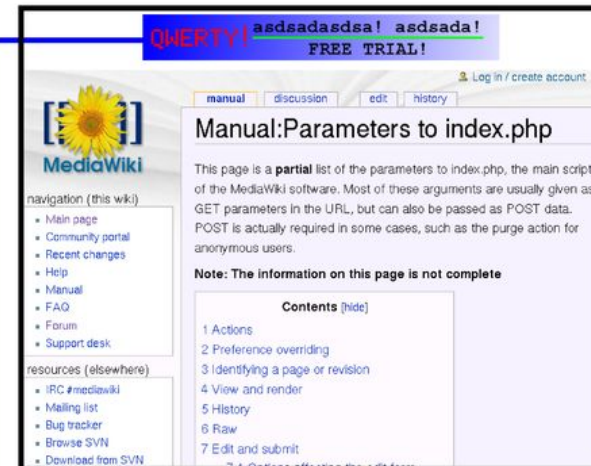 QWERTY!
asdsadasdsa! asdsada!
FREE TRIAL!
Log in / create account
manual discussion edit history
MediaWiki
Manual:Parameters to index.php
This page is a partial list of the parameters to index.php, the main script
of the MediaWiki software. Most of these arguments are usually given as
GET parameters in the URL, but can also be passed as POST data.
POST is actually required in some cases, such as the purge action for
anonymous users.
Note: The information on this page is not complete
Contents [hide]
1 Actions
2 Preference overriding
3 Identifying a page or revision
4 View and render
5 History
6 Raw
7 Edit and submit
7.1 Options affecting the edit form
navigation (this wiki)
Main page
Community portal
Recent changes
Help
Manual
FAQ
Forum
Support desk
resources (elsewhere)
IRC #mediawiki
Mailing list
Bug tracker
Browse SVN
Download from SVN